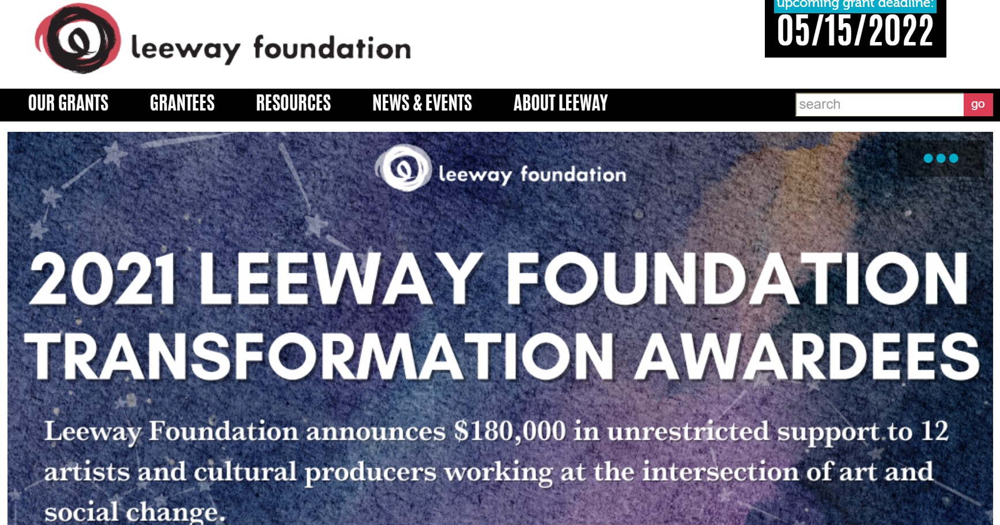 upcoming grant deadline:
05/15/2022
leeway foundation
OUR GRANTS GRANTEES RESOURCES NEWS & EVENTS ABOUT LEEWAY search go
leeway foundation
2021 LEEWAY FOUNDATION
TRANSFORMATION AWARDEES
Leeway Foundation announces $180,000 in unrestricted support to 12
artists and cultural producers working at the intersection of art and
social change.